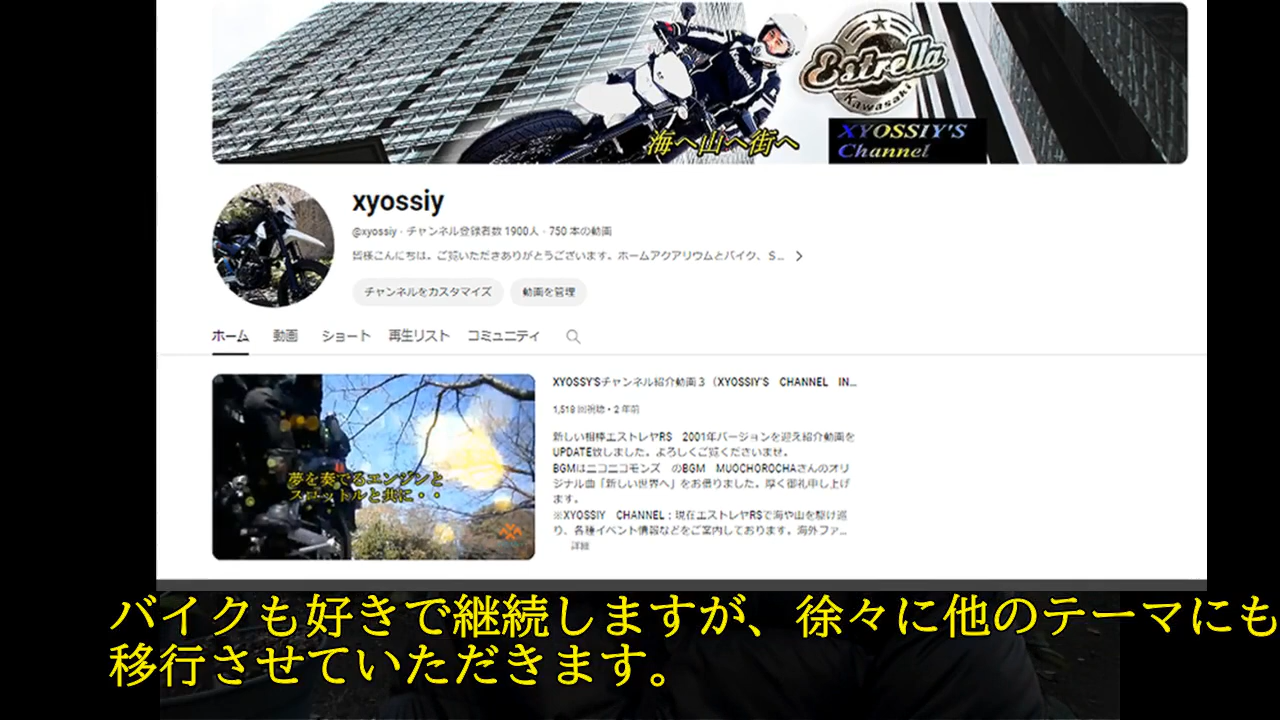 Estrella
Kawasaki
海へ山へ街へ
XYOSSIY'S
Channel
xyossiy
@xyossiy · チャンネル登録者数 1900人 · 750 本の動画
皆様こんにちは。ご覧いただきありがとうございます。ホームアクアリウムとバイク、S...
チャンネルをカスタマイズ
動画を管理
ホーム 動画 ショート 再生リスト コミュニティ
夢を奏でるエンジンと
スロットルと共に・・
XYOSSY'Sチャンネル紹介動画３（XYOSSIY'S CHANNEL IN...
1,519 回視聴・2 年前
新しい相棒エストレヤRS 2001年バージョンを迎え紹介動画を
UPDATE致しました。よろしくご覧くださいませ。
BGMはニコニコモンズ のBGM MUOCHOROCHAさんのオリ
ジナル曲「新しい世界へ」をお借りました。厚く御礼申し上げ
ます。
※XYOSSIY CHANNEL：現在エストレヤRSで海や山を駆け巡
り、各種イベント情報などをご案内しております。海外ファ...
詳細
バイクも好きで継続しますが、徐々に他のテーマにも
移行させていただきます。